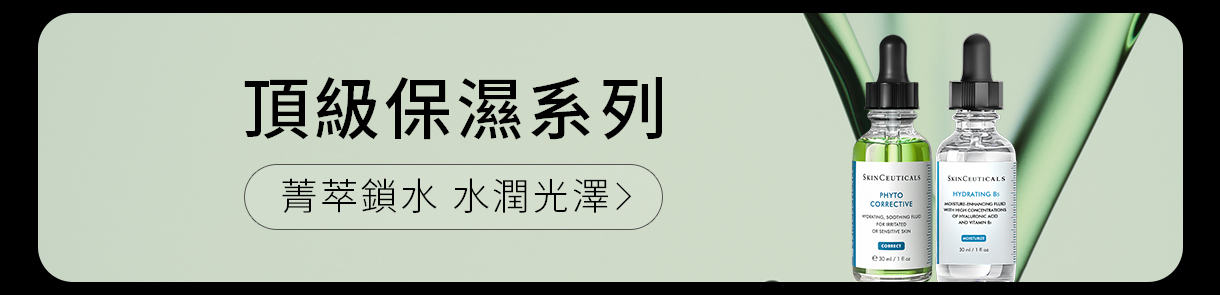 頂級保濕系列
菁萃鎖水 水潤光澤
SKINCEUTICALS
PHYTO
CORRECTIVE
HYDRATING, SOOTHING FLUID
FOR IRRITATED
OR SENSITIVE SKIN
CORRECT
℮ 30 ml / 1 fl oz
SKINCEUTICALS
HYDRATING B5
MOISTURE-ENHANCING FLUID
WITH HIGH CONCENTRATIONS
OF HYALURONIC ACID
AND VITAMIN B5
MOISTURIZE
30 ml / 1 fl oz